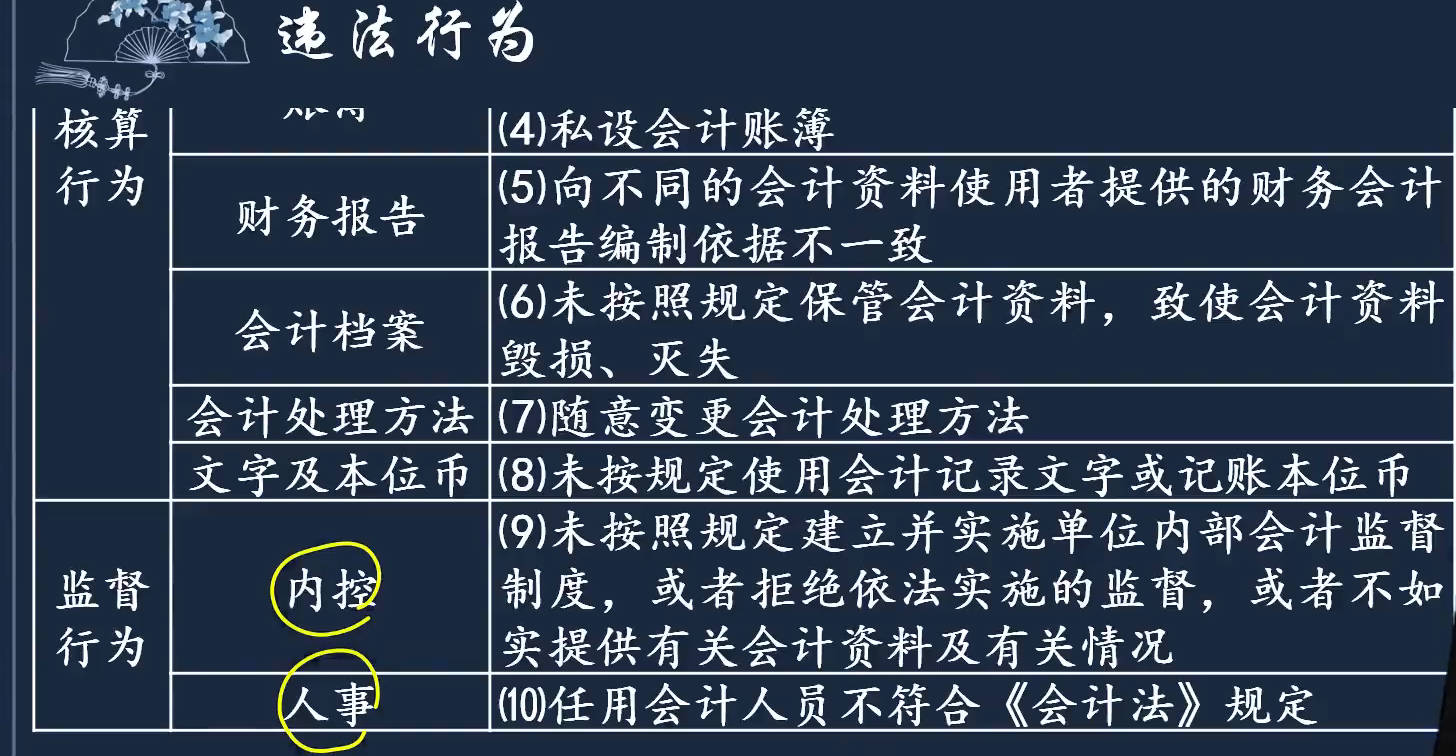 违法行为
核算
行为
(4)私设会计账簿
财务报告
(5)向不同的会计资料使用者提供的财务会计
报告编制依据不一致
会计档案
(6)未按照规定保管会计资料，致使会计资料
毁损、灭失
会计处理方法
(7)随意变更会计处理方法
文字及本位币
(8)未按规定使用会计记录文字或记账本位币
监督
行为
内控
(9)未按照规定建立并实施单位内部会计监督
制度，或者拒绝依法实施的监督，或者不如
实提供有关会计资料及有关情况
人事
(10)任用会计人员不符合《会计法》规定